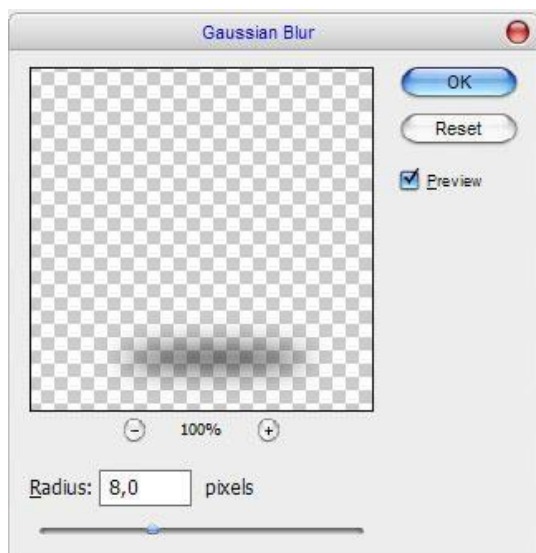 Gaussian Blur
OK
Reset
Preview
100%
Radius: 8,0 pixels